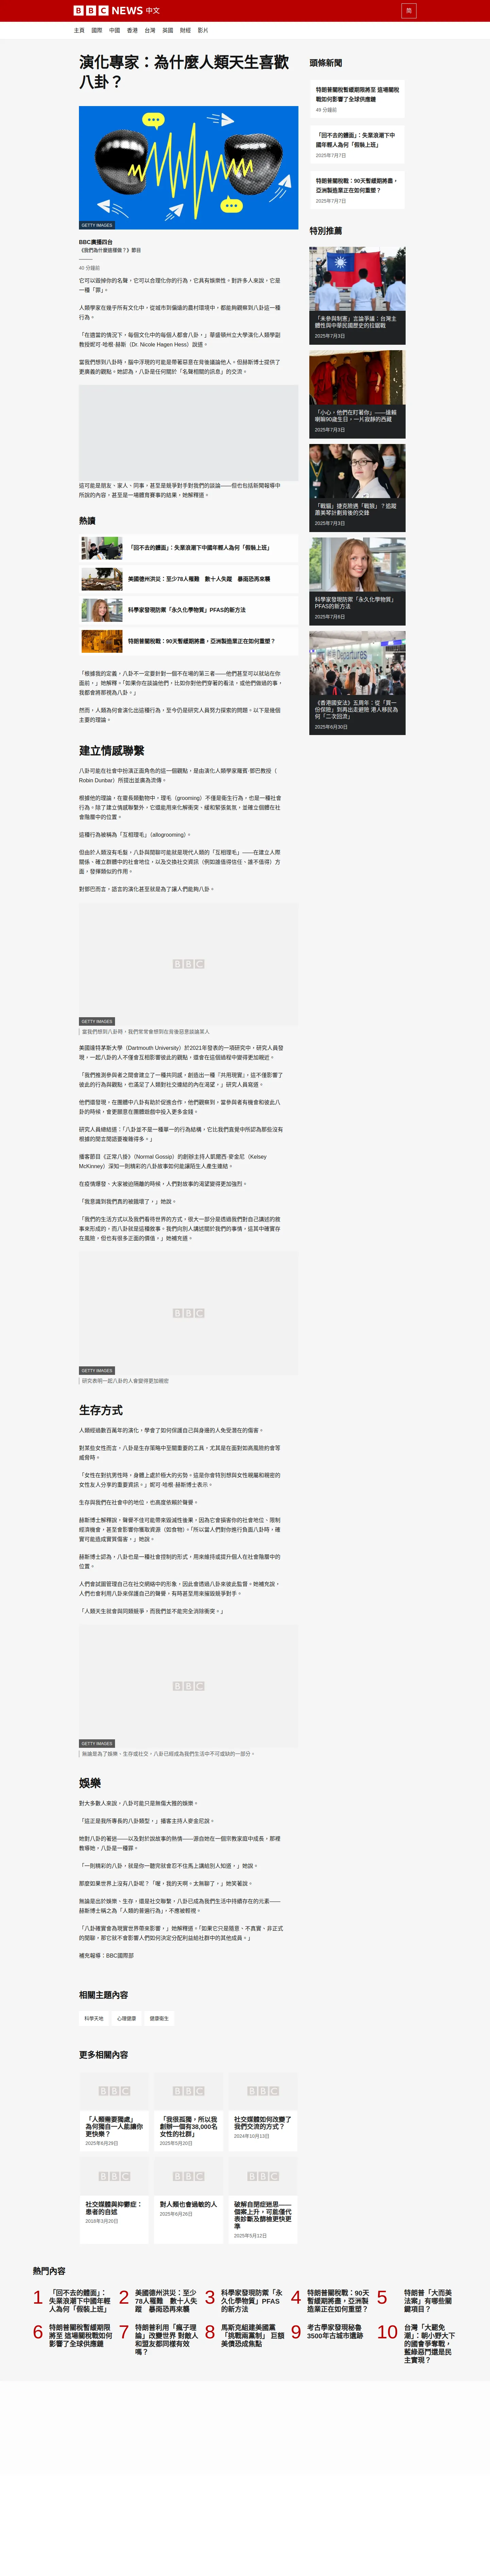 BBC NEWS 中文
简
主頁 國際 中國 香港 台灣 英國 財經 影片
演化專家：為什麼人類天生喜歡
八卦？
GETTY IMAGES
BBC廣播四台
《我們為什麼這樣做？》節目
40 分鐘前
它可以毀掉你的名聲，它可以合理化你的行為，它具有娛樂性。對許多人來說，它是
一種「罪」。
人類學家在幾乎所有文化中，從城市到偏遠的農村環境中，都能夠觀察到八卦這一種
行為。
「在適當的情況下，每個文化中的每個人都會八卦，」華盛頓州立大學演化人類學副
教授妮可·哈根·赫斯（Dr. Nicole Hagen Hess）說道。
當我們想到八卦時，腦中浮現的可能是帶著惡意在背後議論他人。但赫斯博士提供了
更廣義的觀點。她認為，八卦是任何關於「名聲相關的訊息」的交流。
這可能是朋友、家人、同事，甚至是競爭對手對我們的談論——但也包括新聞報導中
所說的內容，甚至是一場體育賽事的結果，她解釋道。
熱讀
「回不去的體面」：失業浪潮下中國年輕人為何「假裝上班」
美國德州洪災：至少78人罹難　數十人失蹤　暴雨恐再來襲
科學家發現防禦「永久化學物質」PFAS的新方法
特朗普關稅戰：90天暫緩期將盡，亞洲製造業正在如何重塑？
「根據我的定義，八卦不一定要針對一個不在場的第三者——他們甚至可以就站在你
面前，」她解釋。「如果你在談論他們，比如你對他們穿著的看法，或他們做過的事，
我都會將那視為八卦。」
然而，人類為何會演化出這種行為，至今仍是研究人員努力探索的問題。以下是幾個
主要的理論。
建立情感聯繫
八卦可能在社會中扮演正面角色的這一個觀點，是由演化人類學家羅賓·鄧巴教授（
Robin Dunbar）所提出並廣為流傳。
根據他的理論，在靈長類動物中，理毛（grooming）不僅是衛生行為，也是一種社會
行為。除了建立情感聯繫外，它還能用來化解衝突、緩和緊張氣氛，並確立個體在社
會階層中的位置。
這種行為被稱為「互相理毛」（allogrooming）。
但由於人類沒有毛髮，八卦與閒聊可能就是現代人類的「互相理毛」——在建立人際
關係、確立群體中的社會地位，以及交換社交資訊（例如誰值得信任、誰不值得）方
面，發揮類似的作用。
對鄧巴而言，語言的演化甚至就是為了讓人們能夠八卦。
BBC
GETTY IMAGES
當我們想到八卦時，我們常常會想到在背後惡意談論某人
美國達特茅斯大學（Dartmouth University）於2021年發表的一項研究中，研究人員發
現，一起八卦的人不僅會互相影響彼此的觀點，還會在這個過程中變得更加親近。
「我們推測參與者之間會建立了一種共同感，創造出一種『共用現實』，這不僅影響了
彼此的行為與觀點，也滿足了人類對社交連結的內在渴望，」研究人員寫道。
他們還發現，在團體中八卦有助於促進合作，他們觀察到，當參與者有機會和彼此八
卦的時候，會更願意在團體遊戲中投入更多金錢。
研究人員總結道：「八卦並不是一種單一的行為結構，它比我們直覺中所認為那些沒有
根據的閒言閒語要複雜得多。」
播客節目《正常八掛》（Normal Gossip）的創辦主持人凱爾西·麥金尼（Kelsey
McKinney）深知一則精彩的八卦故事如何能讓陌生人產生連結。
在疫情爆發、大家被迫隔離的時候，人們對故事的渴望變得更加強烈。
「我意識到我們真的被餓壞了，」她說。
「我們的生活方式以及我們看待世界的方式，很大一部分是透過我們對自己講述的敘
事來形成的，而八卦就是這種敘事。我們向別人講述關於我們的事情，這其中確實存
在風險，但也有很多正面的價值，」她補充道。
BBC
GETTY IMAGES
研究表明一起八卦的人會變得更加親密
生存方式
人類經過數百萬年的演化，學會了如何保護自己與身邊的人免受潛在的傷害。
對某些女性而言，八卦是生存策略中至關重要的工具，尤其是在面對如高風險的會等
威脅時。
「女性在對抗男性時，身體上處於極大的劣勢。這是你會特別想與女性親屬和親密的
女性友人分享的重要資訊。」妮可·哈根·赫斯博士表示。
生存與我們在社會中的地位，也高度依賴於聲譽。
赫斯博士解釋說，聲譽不佳可能帶來毀滅性後果，因為它會損害你的社會地位、限制
經濟機會，甚至會影響你獲取資源（如食物）。「所以當人們對你進行負面八卦時，確
實可能造成實質傷害，」她說。
赫斯博士認為，八卦也是一種社會控制的形式，用來維持或提升個人在社會階層中的
位置。
人們會試圖管理自己在社交網絡中的形象，因此會透過八卦來彼此監督。她補充說，
人們也會利用八卦來保護自己的聲譽，有時甚至用來摧毀競爭對手。
「人類天生就會與同類競爭，而我們並不能完全消除衝突。」
BBC
GETTY IMAGES
無論是為了娛樂、生存或社交，八卦已經成為我們生活中不可或缺的一部分。
娛樂
對大多數人來說，八卦可能只是無傷大雅的娛樂。
「這正是我所專長的八卦類型，」播客主持人麥金尼說。
她對八卦的著迷——以及對於說故事的熱情——源自她在一個宗教家庭中成長，那裡
教導她，八卦是一種罪。
「一則精彩的八卦，就是你一聽完就會忍不住馬上講給別人知道，」她說。
那麼如果世界上沒有八卦呢？「喔，我的天啊。太無聊了，」她笑著說。
無論是出於娛樂、生存，還是社交聯繫，八卦已成為我們生活中持續存在的元素——
赫斯博士稱之為「人類的普遍行為」，不應被輕視。
「八卦確實會為現實世界帶來影響，」她解釋道。「如果它只是隨意、不真實、非正式
的閒聊，那它就不會影響人們如何決定分配利益給社群中的其他成員。」
補充報導：BBC國際部
相關主題內容
科學天地 心理健康 健康衛生
更多相關內容
BBC
「人類需要獨處」
為何獨自一人能讓你
更快樂？
2025年6月29日
BBC
「我很孤獨，所以我
創辦一個有38,000名
女性的社群」
2025年5月20日
BBC
社交媒體如何改變了
我們交流的方式？
2024年10月13日
BBC
社交媒體與抑鬱症：
患者的自述
2016年3月20日
BBC
對人類也會過敏的人
2025年6月26日
BBC
破解自閉症迷思——
個案上升，可能僅代
表診斷及篩檢更快更
準
2025年5月12日
頭條新聞
特朗普關稅暫緩期限將至 這場關稅
戰如何影響了全球供應鏈
49 分鐘前
「回不去的體面」：失業浪潮下中
國年輕人為何「假裝上班」
2025年7月7日
特朗普關稅戰：90天暫緩期將盡，
亞洲製造業正在如何重塑？
2025年7月7日
特別推薦
「未參與制憲」言論爭議：台灣主
體性與中華民國歷史的拉鋸戰
2025年7月3日
「小心，他們在盯著你」——達賴
喇嘛90歲生日，一片寂靜的西藏
2025年7月3日
「戰貓」捷克險遇「戰狼」？追蹤
蕭美琴計劃背後的交鋒
2025年7月3日
科學家發現防禦「永久化學物質」
PFAS的新方法
2025年7月6日
《香港國安法》五周年：從「買一
份保險」到再出走避險 港人移民為
何「二次回流」
2025年6月30日
熱門內容
1 「回不去的體面」：
失業浪潮下中國年輕
人為何「假裝上班」
2 美國德州洪災：至少
78人罹難　數十人失
蹤　暴雨恐再來襲
3 科學家發現防禦「永
久化學物質」PFAS
的新方法
4 特朗普關稅戰：90天
暫緩期將盡，亞洲製
造業正在如何重塑？
5 特朗普「大而美
法案」有哪些關
鍵項目？
6 特朗普關稅暫緩期限
將至 這場關稅戰如何
影響了全球供應鏈
7 特朗普利用「瘋子理
論」改變世界 對敵人
和盟友都同樣有效
嗎？
8 馬斯克組建美國黨
「挑戰兩黨制」 巨額
美債恐成焦點
9 考古學家發現秘魯
3500年古城市遺跡
10 台灣「大罷免
潮」：朝小野大下
的國會爭奪戰，
藍綠惡鬥還是民
主實現？